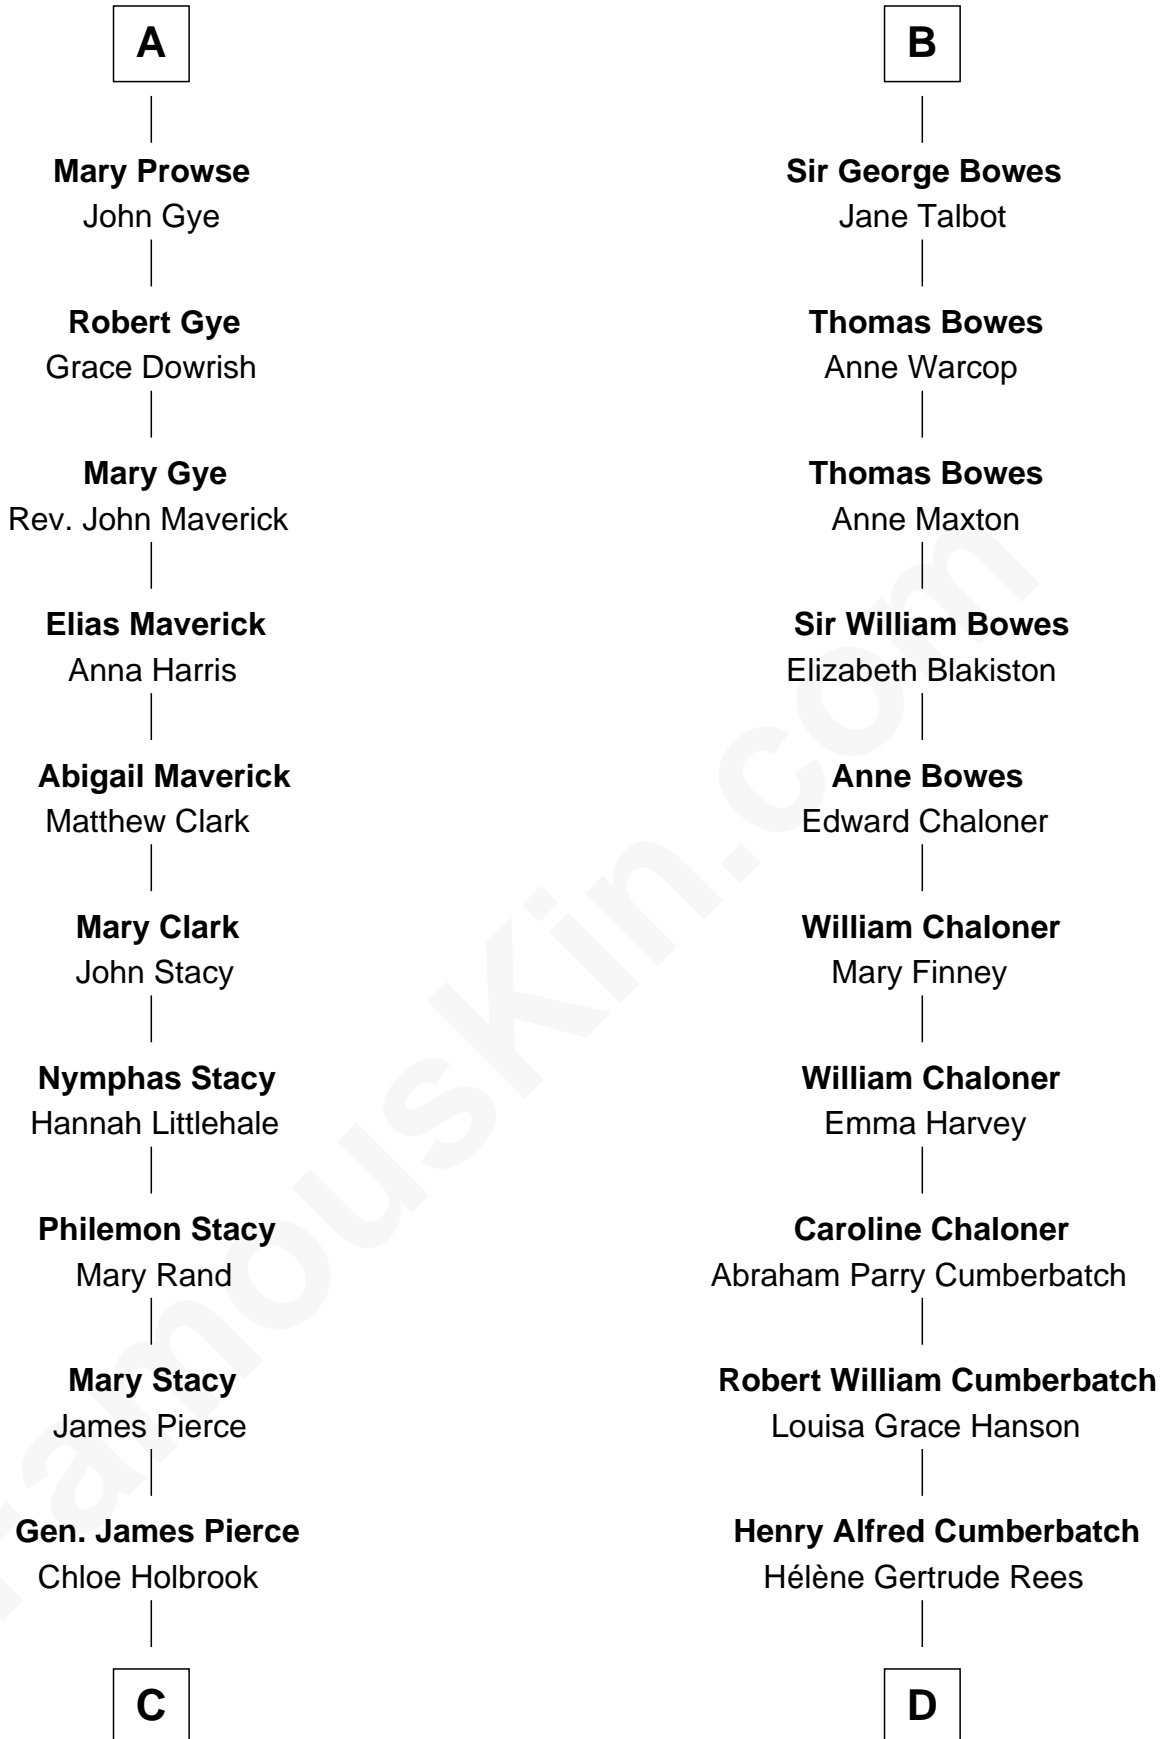 A
Mary Prowse
John Gye
Robert Gye
Grace Dowrish
Mary Gye
Rev. John Maverick
Elias Maverick
Anna Harris
Abigail Maverick
Matthew Clark
Mary Clark
John Stacy
Nymphas Stacy
Hannah Littlehale
Philemon Stacy
Mary Rand
Mary Stacy
James Pierce
Gen. James Pierce
Chloe Holbrook
C
B
Sir George Bowes
Jane Talbot
Thomas Bowes
Anne Warcop
Thomas Bowes
Anne Maxton
Sir William Bowes
Elizabeth Blakiston
Anne Bowes
Edward Chaloner
William Chaloner
Mary Finney
William Chaloner
Emma Harvey
Caroline Chaloner
Abraham Parry Cumberbatch
Robert William Cumberbatch
Louisa Grace Hanson
Henry Alfred Cumberbatch
Hélène Gertrude Rees
D
FamousKin.com